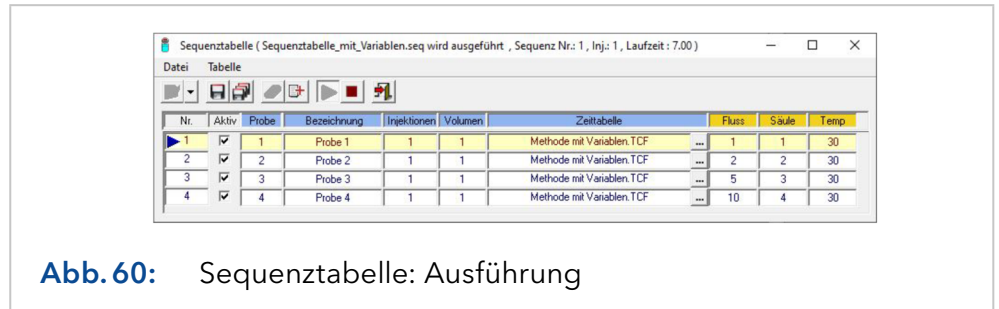 Sequenztabelle ( Sequenztabelle_mit_Variablen.seq wird ausgeführt , Sequenz Nr.: 1 , Inj.: 1 , Laufzeit : 7.00 )
Datei Tabelle
Nr. Aktiv Probe Bezeichnung Injektionen Volumen Zeittabelle Fluss Säule Temp
1 1 Probe 1 1 1 Methode mit Variablen.TCF ... 1 1 30
2 2 Probe 2 1 1 Methode mit Variablen.TCF ... 2 2 30
3 3 Probe 3 1 1 Methode mit Variablen.TCF ... 5 3 30
4 4 Probe 4 1 1 Methode mit Variablen.TCF ... 10 4 30
Abb. 60: Sequenztabelle: Ausführung